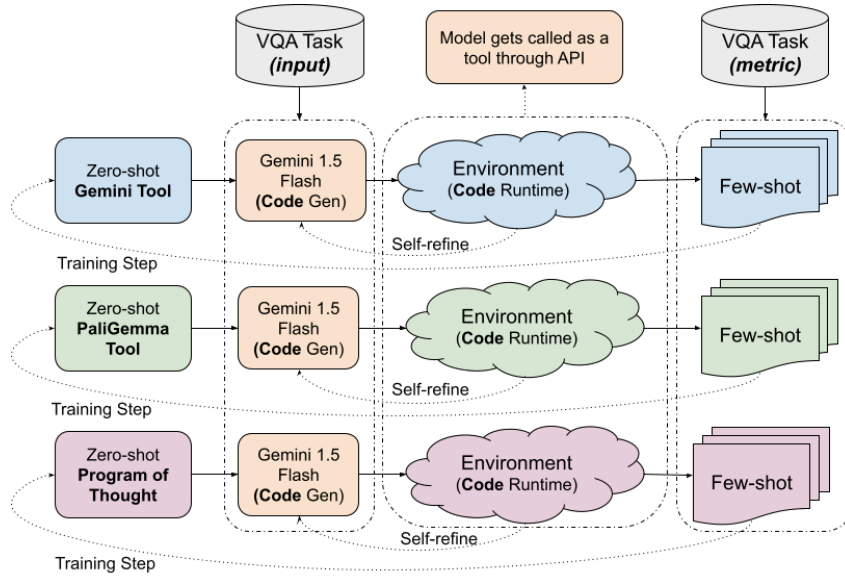 VQA Task
(input)
Model gets called as a
tool through API
VQA Task
(metric)
Zero-shot
Gemini Tool
Gemini 1.5
Flash
(Code Gen)
Environment
(Code Runtime)
Few-shot
Self-refine
Training Step
Zero-shot
PaliGemma
Tool
Gemini 1.5
Flash
(Code Gen)
Environment
(Code Runtime)
Few-shot
Self-refine
Training Step
Zero-shot
Program of
Thought
Gemini 1.5
Flash
(Code Gen)
Environment
(Code Runtime)
Few-shot
Self-refine
Training Step